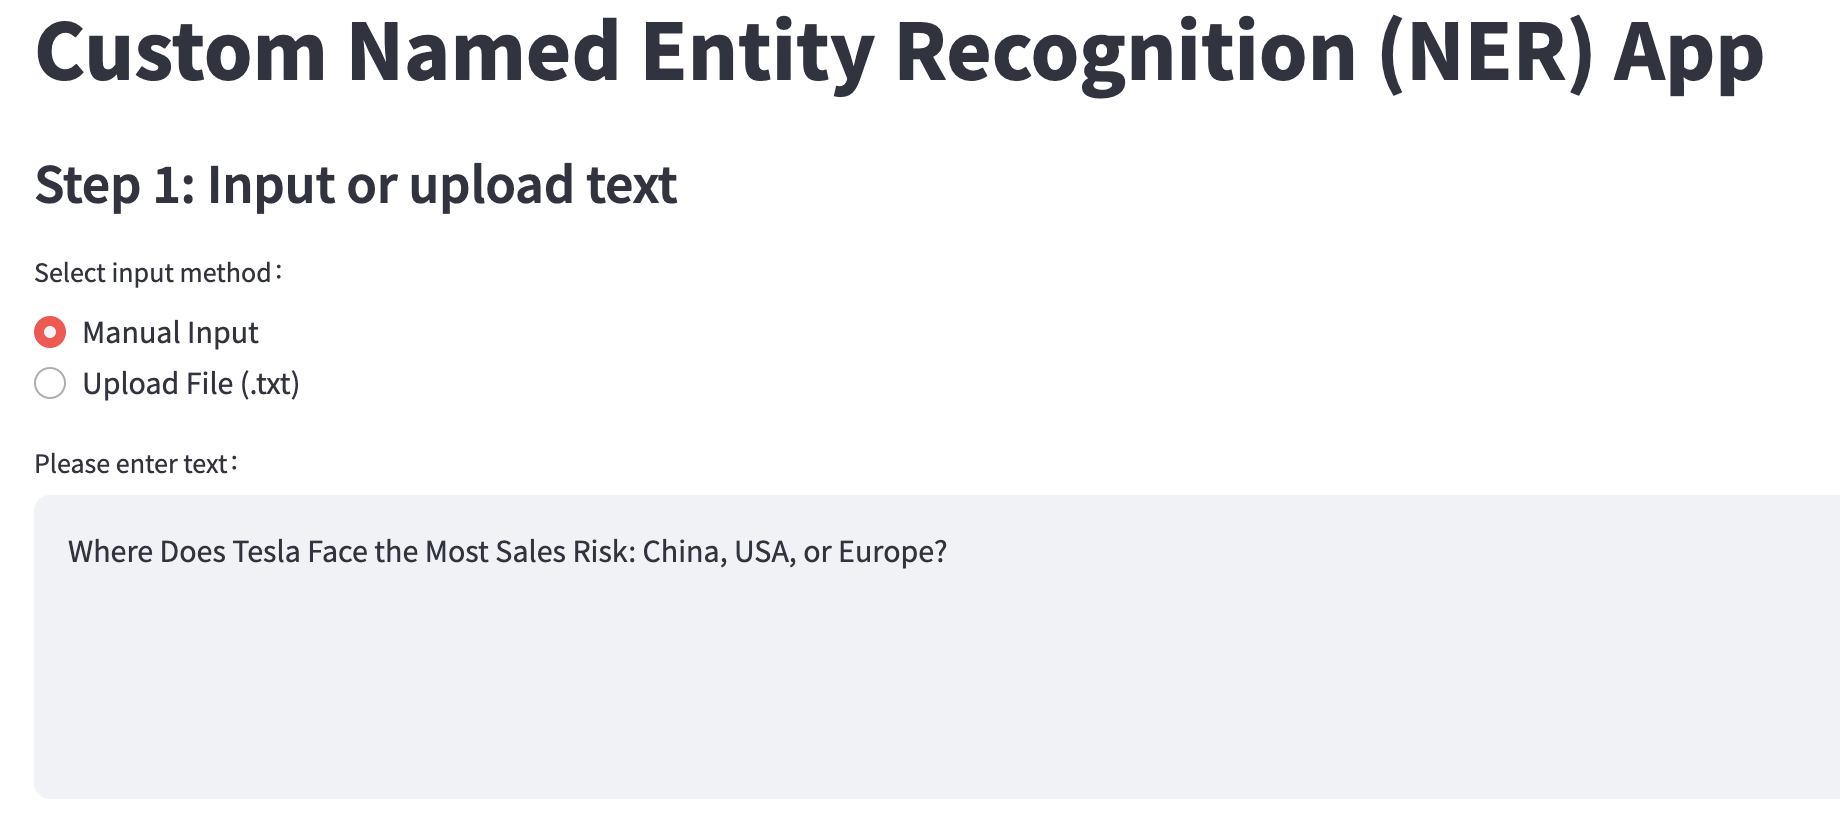 Custom Named Entity Recognition (NER) App
Step 1: Input or upload text
Select input method：
Manual Input
Upload File (.txt)
Please enter text：
Where Does Tesla Face the Most Sales Risk: China, USA, or Europe?